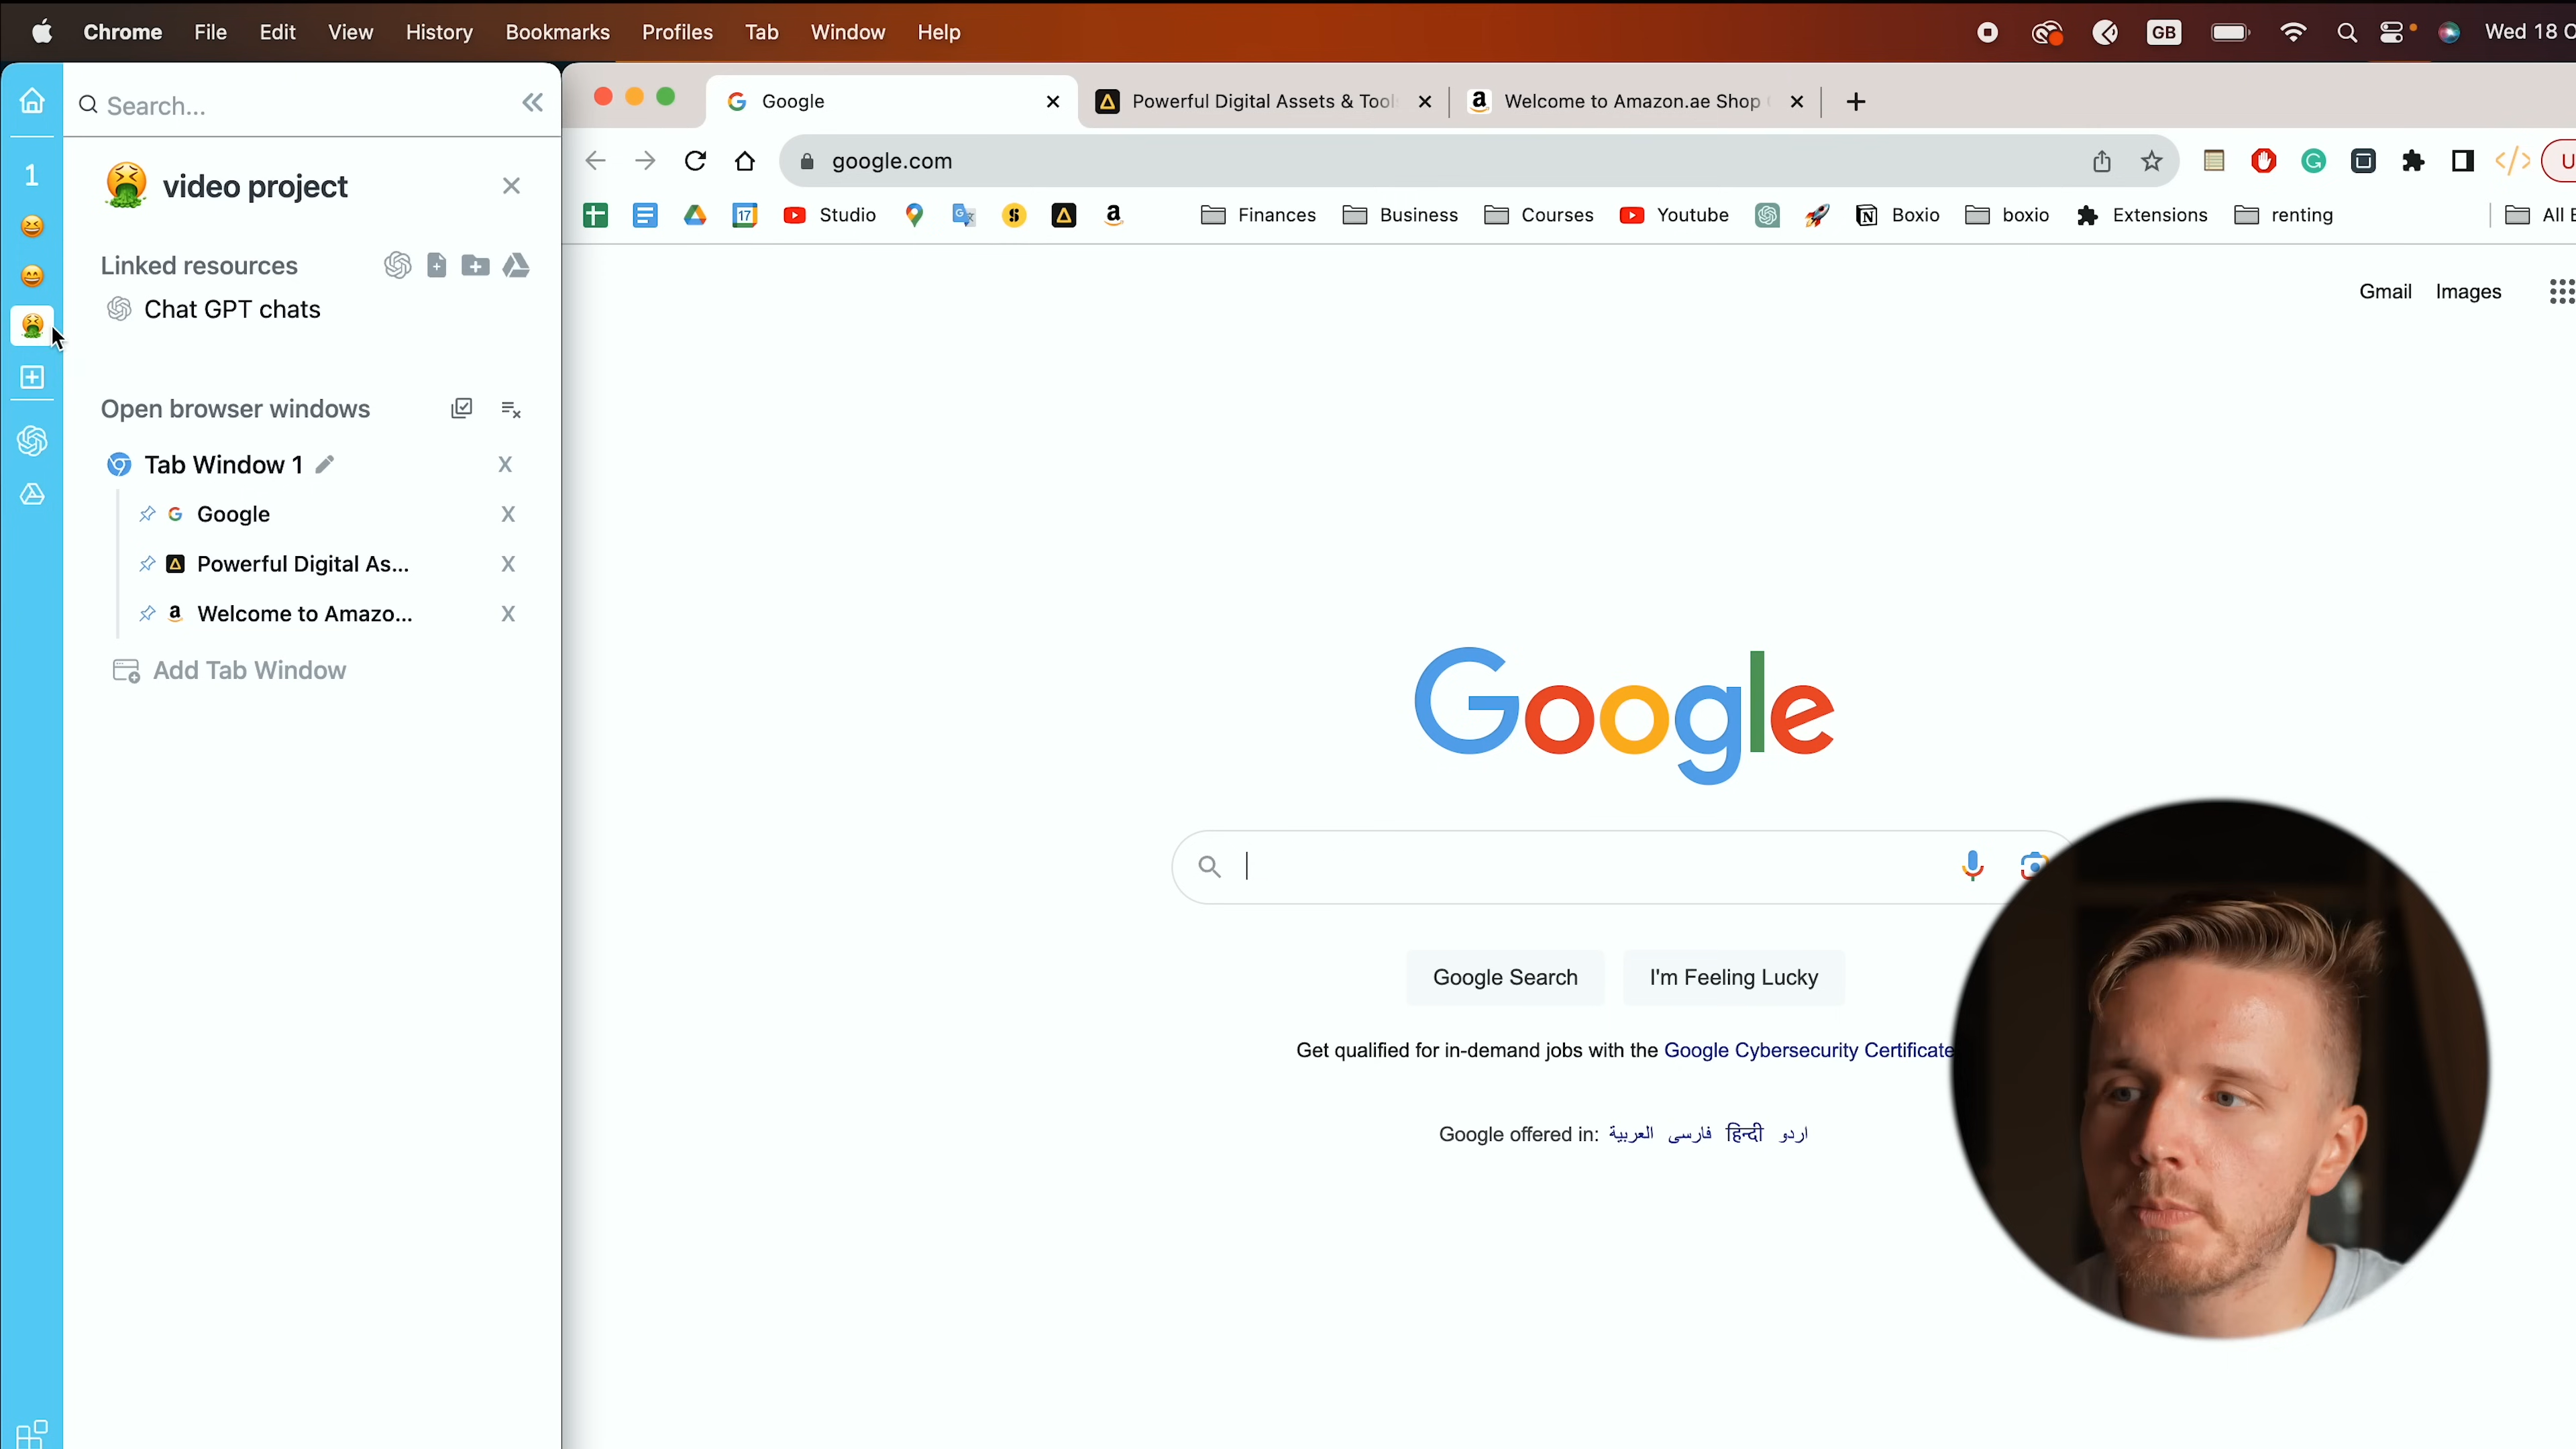 Chrome File Edit View History Bookmarks Profiles Tab Window Help GB Wed 18 O
Search...
Google
Powerful Digital Assets & Tool
Welcome to Amazon.ae Shop
1
video project
google.com
17 Studio Finances Business Courses Youtube Boxio boxio Extensions renting All
Linked resources
Chat GPT chats
Gmail Images
Open browser windows
Tab Window 1 X
Google X
Powerful Digital As... X
Welcome to Amazo... X
Add Tab Window
Google
Google Search I'm Feeling Lucky
Get qualified for in-demand jobs with the Google Cybersecurity Certificate
Google offered in: العربية فارسی हिन्दी اردو